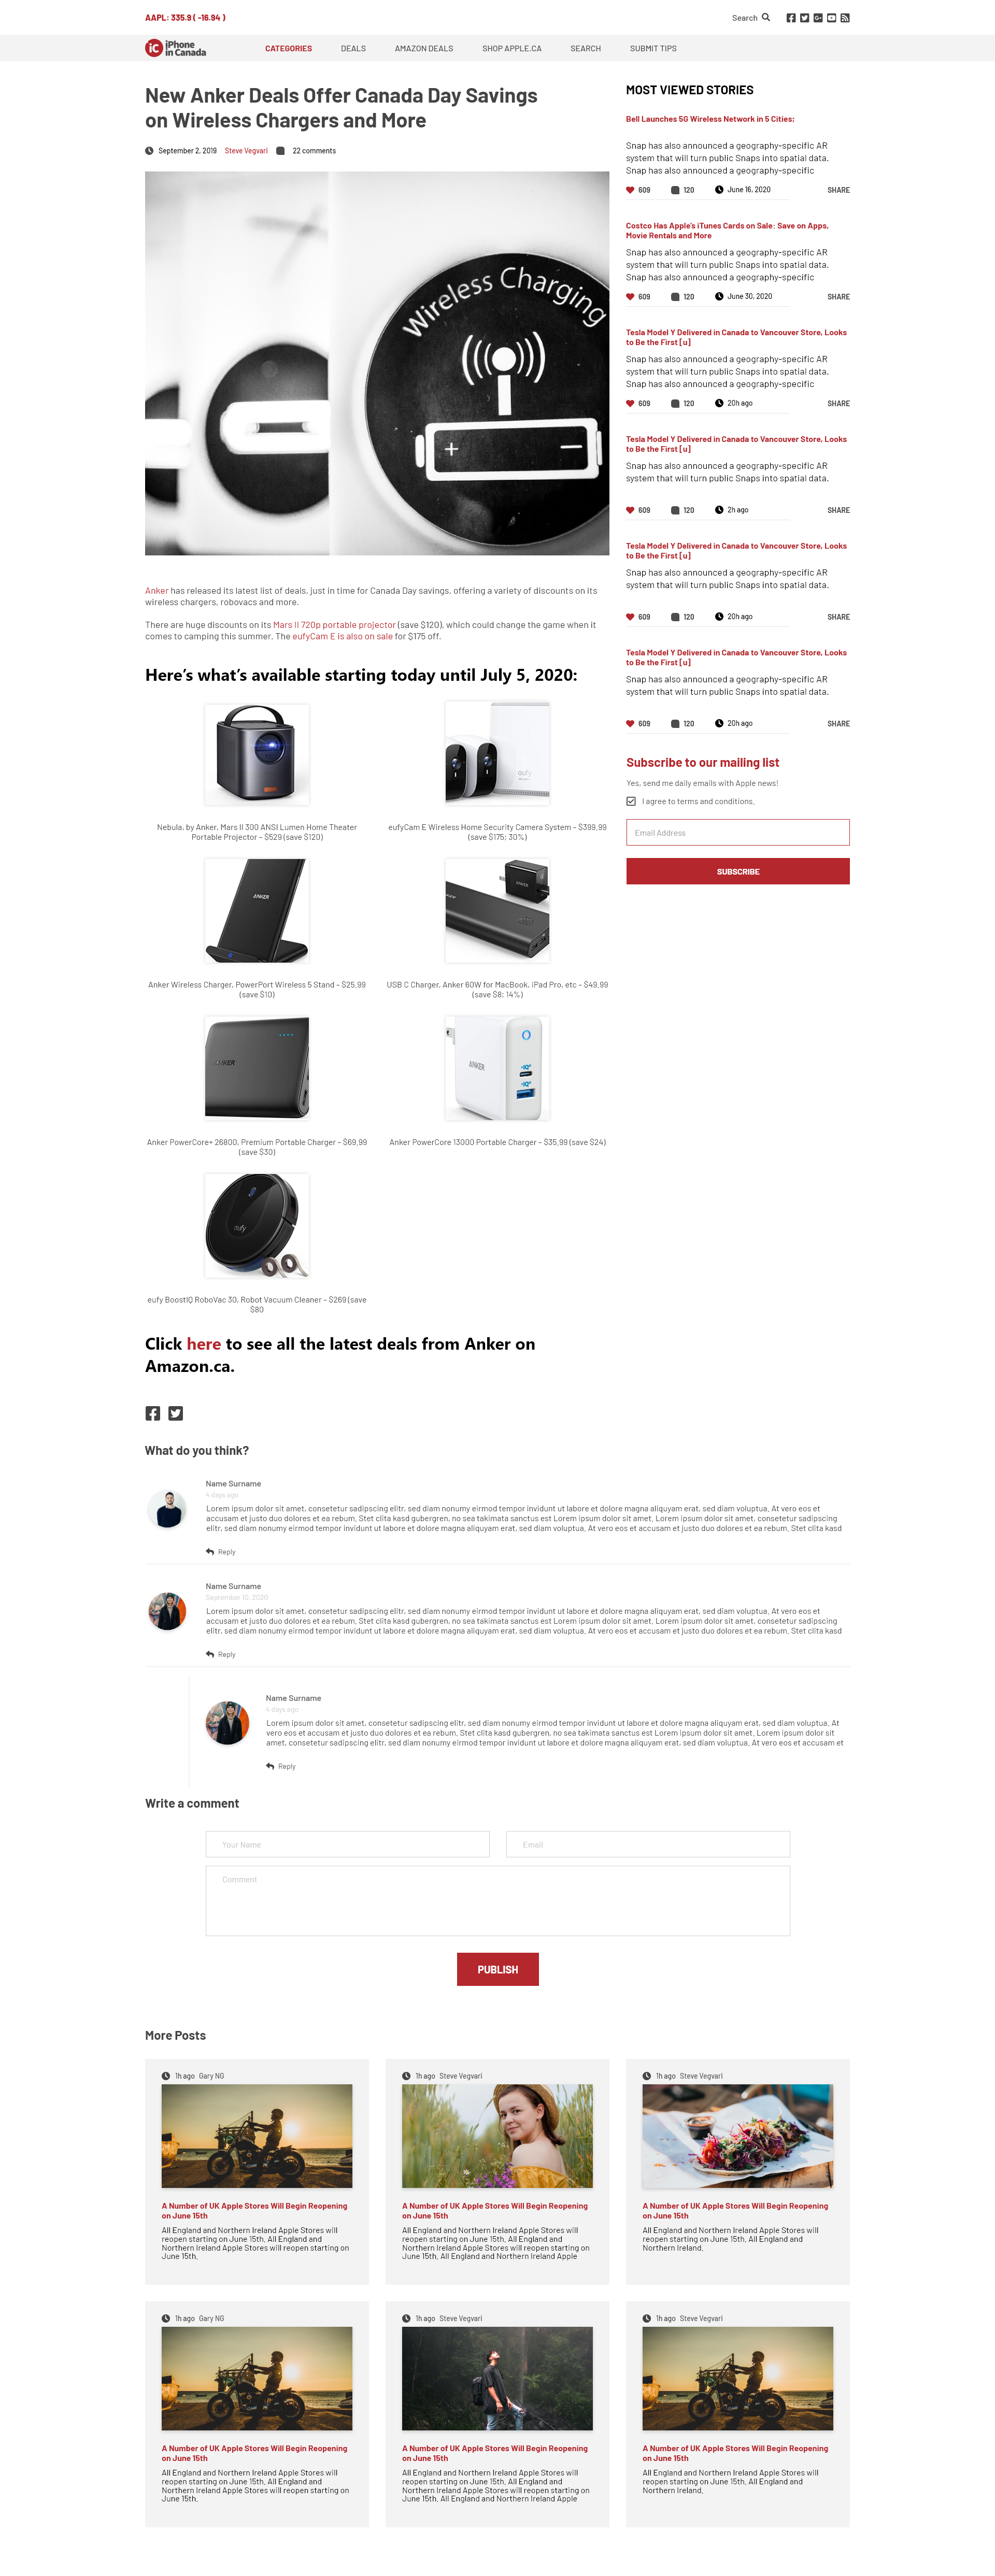 AAPL: 335.9 ( -16.94 )
Search
iC iPhone
in Canada
CATEGORIES
DEALS
AMAZON DEALS
SHOP APPLE.CA
SEARCH
SUBMIT TIPS
New Anker Deals Offer Canada Day Savings
on Wireless Chargers and More
September 2, 2019 Steve Vegvari 22 comments
Wireless Charging
Anker has released its latest list of deals, just in time for Canada Day savings, offering a variety of discounts on its
wireless chargers, robovacs and more.
There are huge discounts on its Mars II 720p portable projector (save $120), which could change the game when it
comes to camping this summer. The eufyCam E is also on sale for $175 off.
Here's what's available starting today until July 5, 2020:
eufy
Nebula, by Anker, Mars II 300 ANSI Lumen Home Theater
Portable Projector – $529 (save $120)
eufyCam E Wireless Home Security Camera System – $399.99
(save $175; 30%)
ANKER
ANKER
Anker Wireless Charger, PowerPort Wireless 5 Stand – $25.99
(save $10)
USB C Charger, Anker 60W for MacBook, iPad Pro, etc – $49.99
(save $8; 14%)
ANKER
ANKER
Anker PowerCore+ 26800, Premium Portable Charger – $69.99
(save $30)
Anker PowerCore 13000 Portable Charger – $35.99 (save $24)
eufy
eufy BoostIQ RoboVac 30, Robot Vacuum Cleaner – $269 (save
$80
Click here to see all the latest deals from Anker on
Amazon.ca.
MOST VIEWED STORIES
Bell Launches 5G Wireless Network in 5 Cities;
Snap has also announced a geography-specific AR
system that will turn public Snaps into spatial data.
Snap has also announced a geography-specific
609 120 June 16, 2020 SHARE
Costco Has Apple's iTunes Cards on Sale: Save on Apps,
Movie Rentals and More
Snap has also announced a geography-specific AR
system that will turn public Snaps into spatial data.
Snap has also announced a geography-specific
609 120 June 30, 2020 SHARE
Tesla Model Y Delivered in Canada to Vancouver Store, Looks
to Be the First [u]
Snap has also announced a geography-specific AR
system that will turn public Snaps into spatial data.
Snap has also announced a geography-specific
609 120 20h ago SHARE
Tesla Model Y Delivered in Canada to Vancouver Store, Looks
to Be the First [u]
Snap has also announced a geography-specific AR
system that will turn public Snaps into spatial data.
609 120 2h ago SHARE
Tesla Model Y Delivered in Canada to Vancouver Store, Looks
to Be the First [u]
Snap has also announced a geography-specific AR
system that will turn public Snaps into spatial data.
609 120 20h ago SHARE
Tesla Model Y Delivered in Canada to Vancouver Store, Looks
to Be the First [u]
Snap has also announced a geography-specific AR
system that will turn public Snaps into spatial data.
609 120 20h ago SHARE
Subscribe to our mailing list
Yes, send me daily emails with Apple news!
I agree to terms and conditions.
Email Address
SUBSCRIBE
What do you think?
Name Surname
4 days ago
Lorem ipsum dolor sit amet, consetetur sadipscing elitr, sed diam nonumy eirmod tempor invidunt ut labore et dolore magna aliquyam erat, sed diam voluptua. At vero eos et
accusam et justo duo dolores et ea rebum. Stet clita kasd gubergren, no sea takimata sanctus est Lorem ipsum dolor sit amet. Lorem ipsum dolor sit amet, consetetur sadipscing
elitr, sed diam nonumy eirmod tempor invidunt ut labore et dolore magna aliquyam erat, sed diam voluptua. At vero eos et accusam et justo duo dolores et ea rebum. Stet clita kasd
Reply
Name Surname
September 10, 2020
Lorem ipsum dolor sit amet, consetetur sadipscing elitr, sed diam nonumy eirmod tempor invidunt ut labore et dolore magna aliquyam erat, sed diam voluptua. At vero eos et
accusam et justo duo dolores et ea rebum. Stet clita kasd gubergren, no sea takimata sanctus est Lorem ipsum dolor sit amet. Lorem ipsum dolor sit amet, consetetur sadipscing
elitr, sed diam nonumy eirmod tempor invidunt ut labore et dolore magna aliquyam erat, sed diam voluptua. At vero eos et accusam et justo duo dolores et ea rebum. Stet clita kasd
Reply
Name Surname
4 days ago
Lorem ipsum dolor sit amet, consetetur sadipscing elitr, sed diam nonumy eirmod tempor invidunt ut labore et dolore magna aliquyam erat, sed diam voluptua. At
vero eos et accusam et justo duo dolores et ea rebum. Stet clita kasd gubergren, no sea takimata sanctus est Lorem ipsum dolor sit amet. Lorem ipsum dolor sit
amet, consetetur sadipscing elitr, sed diam nonumy eirmod tempor invidunt ut labore et dolore magna aliquyam erat, sed diam voluptua. At vero eos et accusam et
Reply
Write a comment
Your Name
Email
Comment
PUBLISH
More Posts
1h ago Gary NG
A Number of UK Apple Stores Will Begin Reopening
on June 15th
All England and Northern Ireland Apple Stores will
reopen starting on June 15th. All England and
Northern Ireland Apple Stores will reopen starting on
June 15th.
1h ago Steve Vegvari
A Number of UK Apple Stores Will Begin Reopening
on June 15th
All England and Northern Ireland Apple Stores will
reopen starting on June 15th. All England and
Northern Ireland Apple Stores will reopen starting on
June 15th. All England and Northern Ireland Apple
1h ago Steve Vegvari
A Number of UK Apple Stores Will Begin Reopening
on June 15th
All England and Northern Ireland Apple Stores will
reopen starting on June 15th. All England and
Northern Ireland.
1h ago Gary NG
A Number of UK Apple Stores Will Begin Reopening
on June 15th
All England and Northern Ireland Apple Stores will
reopen starting on June 15th. All England and
Northern Ireland Apple Stores will reopen starting on
June 15th.
1h ago Steve Vegvari
A Number of UK Apple Stores Will Begin Reopening
on June 15th
All England and Northern Ireland Apple Stores will
reopen starting on June 15th. All England and
Northern Ireland Apple Stores will reopen starting on
June 15th. All England and Northern Ireland Apple
1h ago Steve Vegvari
A Number of UK Apple Stores Will Begin Reopening
on June 15th
All England and Northern Ireland Apple Stores will
reopen starting on June 15th. All England and
Northern Ireland.